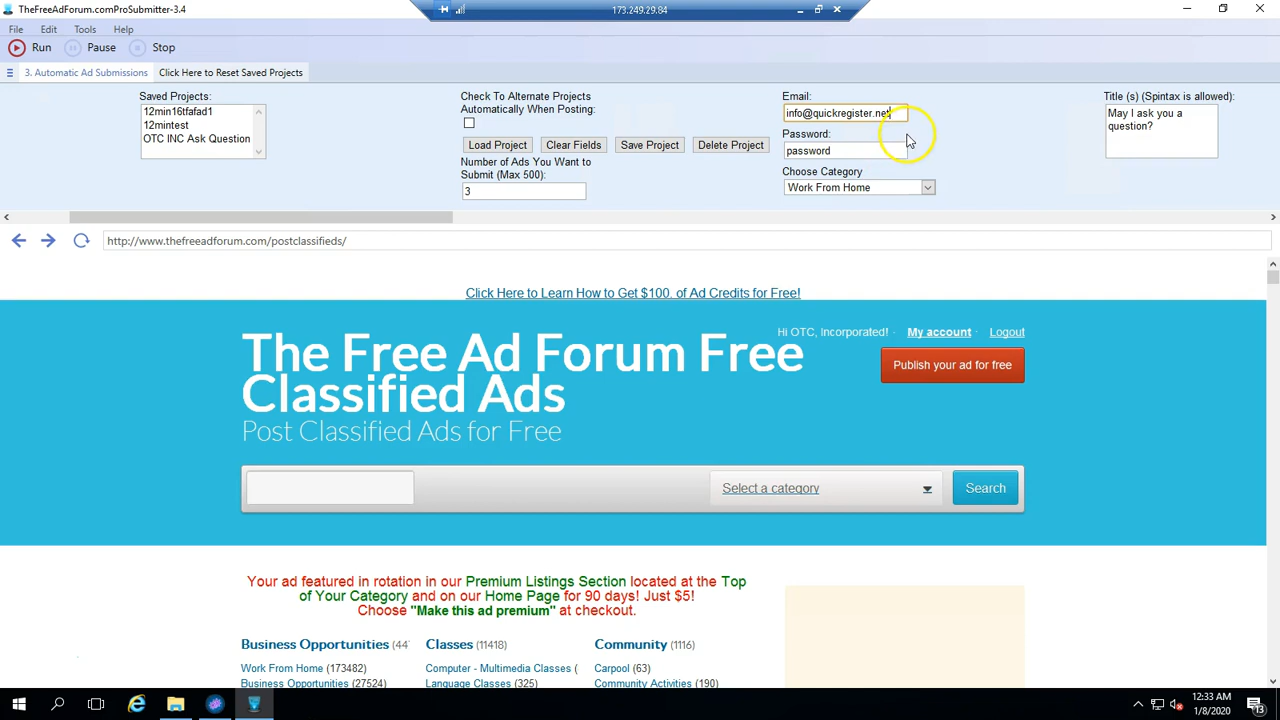 TheFreeAdForum.comProSubmitter-3.4
173.249.29.84
File Edit Tools Help
Run Pause Stop
3. Automatic Ad Submissions Click Here to Reset Saved Projects
Saved Projects:
12min16tfafad1
12mintest
OTC INC Ask Question
Check To Alternate Projects
Automatically When Posting:
Load Project Clear Fields Save Project Delete Project
Number of Ads You Want to
Submit (Max 500):
3
Email:
info@quickregister.net
Password:
password
Choose Category
Work From Home
Title (s) (Spintax is allowed):
May I ask you a
question?
http://www.thefreeadforum.com/postclassifieds/
Click Here to Learn How to Get $100. of Ad Credits for Free!
Hi OTC, Incorporated! · My account · Logout
The Free Ad Forum Free
Classified Ads
Post Classified Ads for Free
Publish your ad for free
Select a category
Search
Your ad featured in rotation in our Premium Listings Section located at the Top
of Your Category and on our Home Page for 90 days! Just $5!
Choose "Make this ad premium" at checkout.
Business Opportunities (44
Work From Home (173482)
Business Opportunities (27524)
Classes (11418)
Computer - Multimedia Classes (
Language Classes (325)
Community (1116)
Carpool (63)
Community Activities (190)
12:33 AM
1/8/2020
13